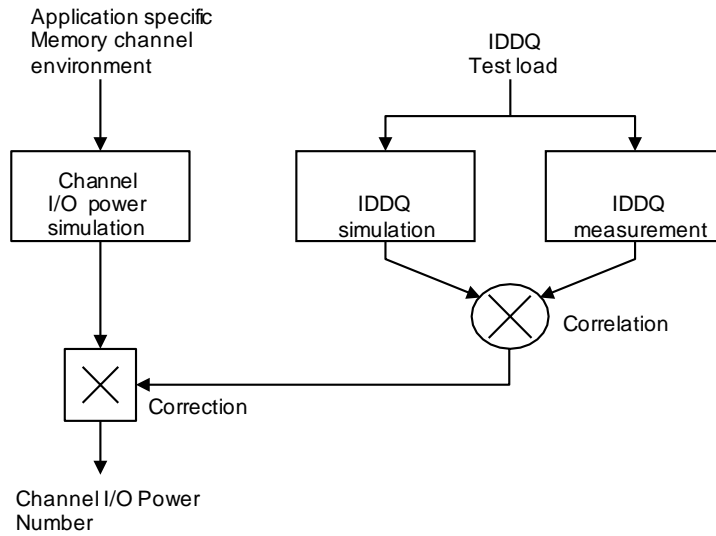 Application specific
Memory channel
environment
IDDQ
Test load
Channel
I/O power
simulation
IDDQ
simulation
IDDQ
measurement
Correlation
Correction
Channel I/O Power
Number